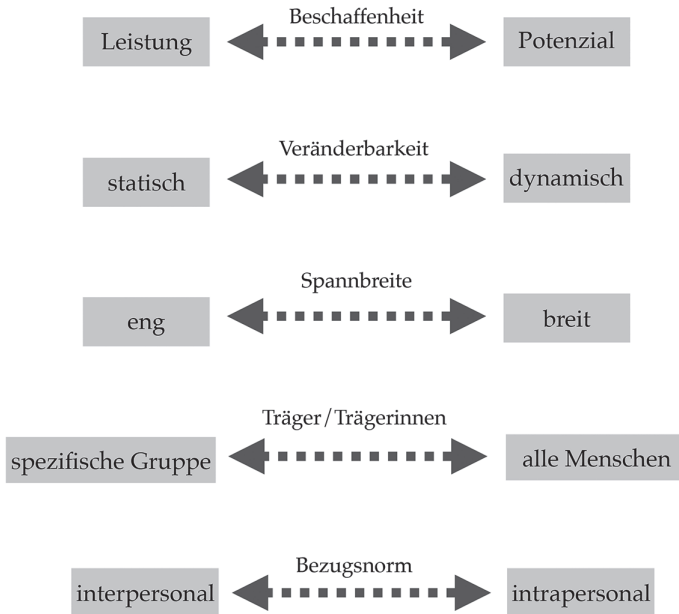 Beschaffenheit
Leistung
Potenzial
Veränderbarkeit
statisch
dynamisch
Spannbreite
eng
breit
Träger/Trägerinnen
spezifische Gruppe
alle Menschen
Bezugsnorm
interpersonal
intrapersonal